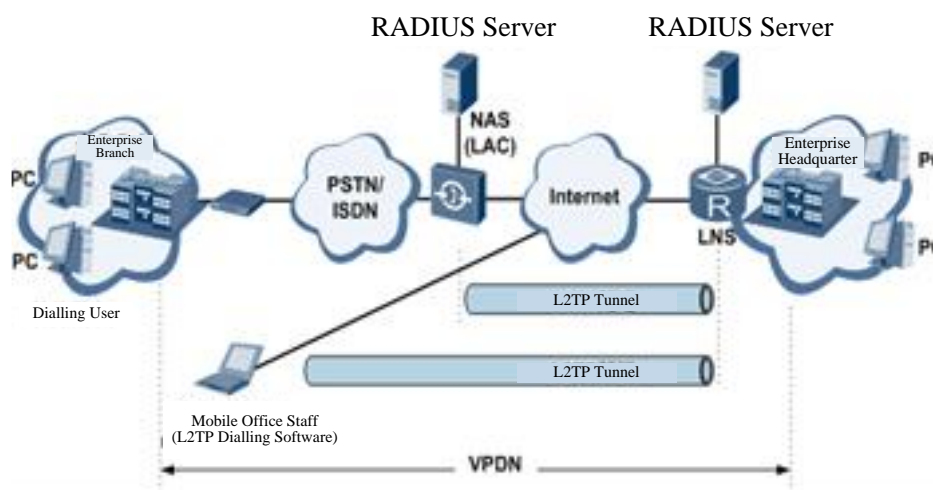 RADIUS Server
RADIUS Server
NAS
(LAC)
Enterprise
Branch
Enterprise
Headquarter
PC
PSTN/
ISDN
Internet
LNS
PC
Dialling User
L2TP Tunnel
L2TP Tunnel
Mobile Office Staff
(L2TP Dialling Software)
VPDN